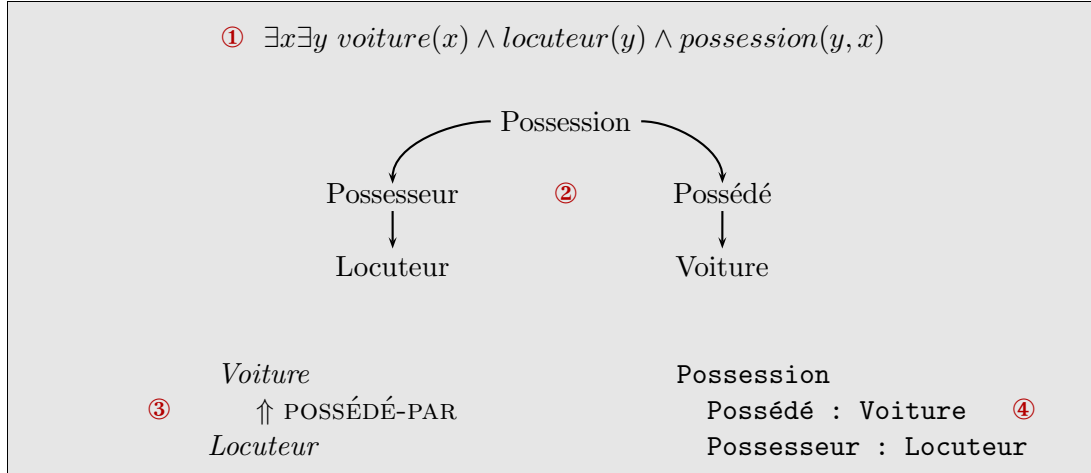 ① ∃x∃y voiture(x) ∧ locuteur(y) ∧ possession(y, x)
Possession
Possesseur ② Possédé
Locuteur Voiture
Voiture
③ ⇑ POSSÉDÉ-PAR
Locuteur
Possession
Possédé : Voiture ④
Possesseur : Locuteur